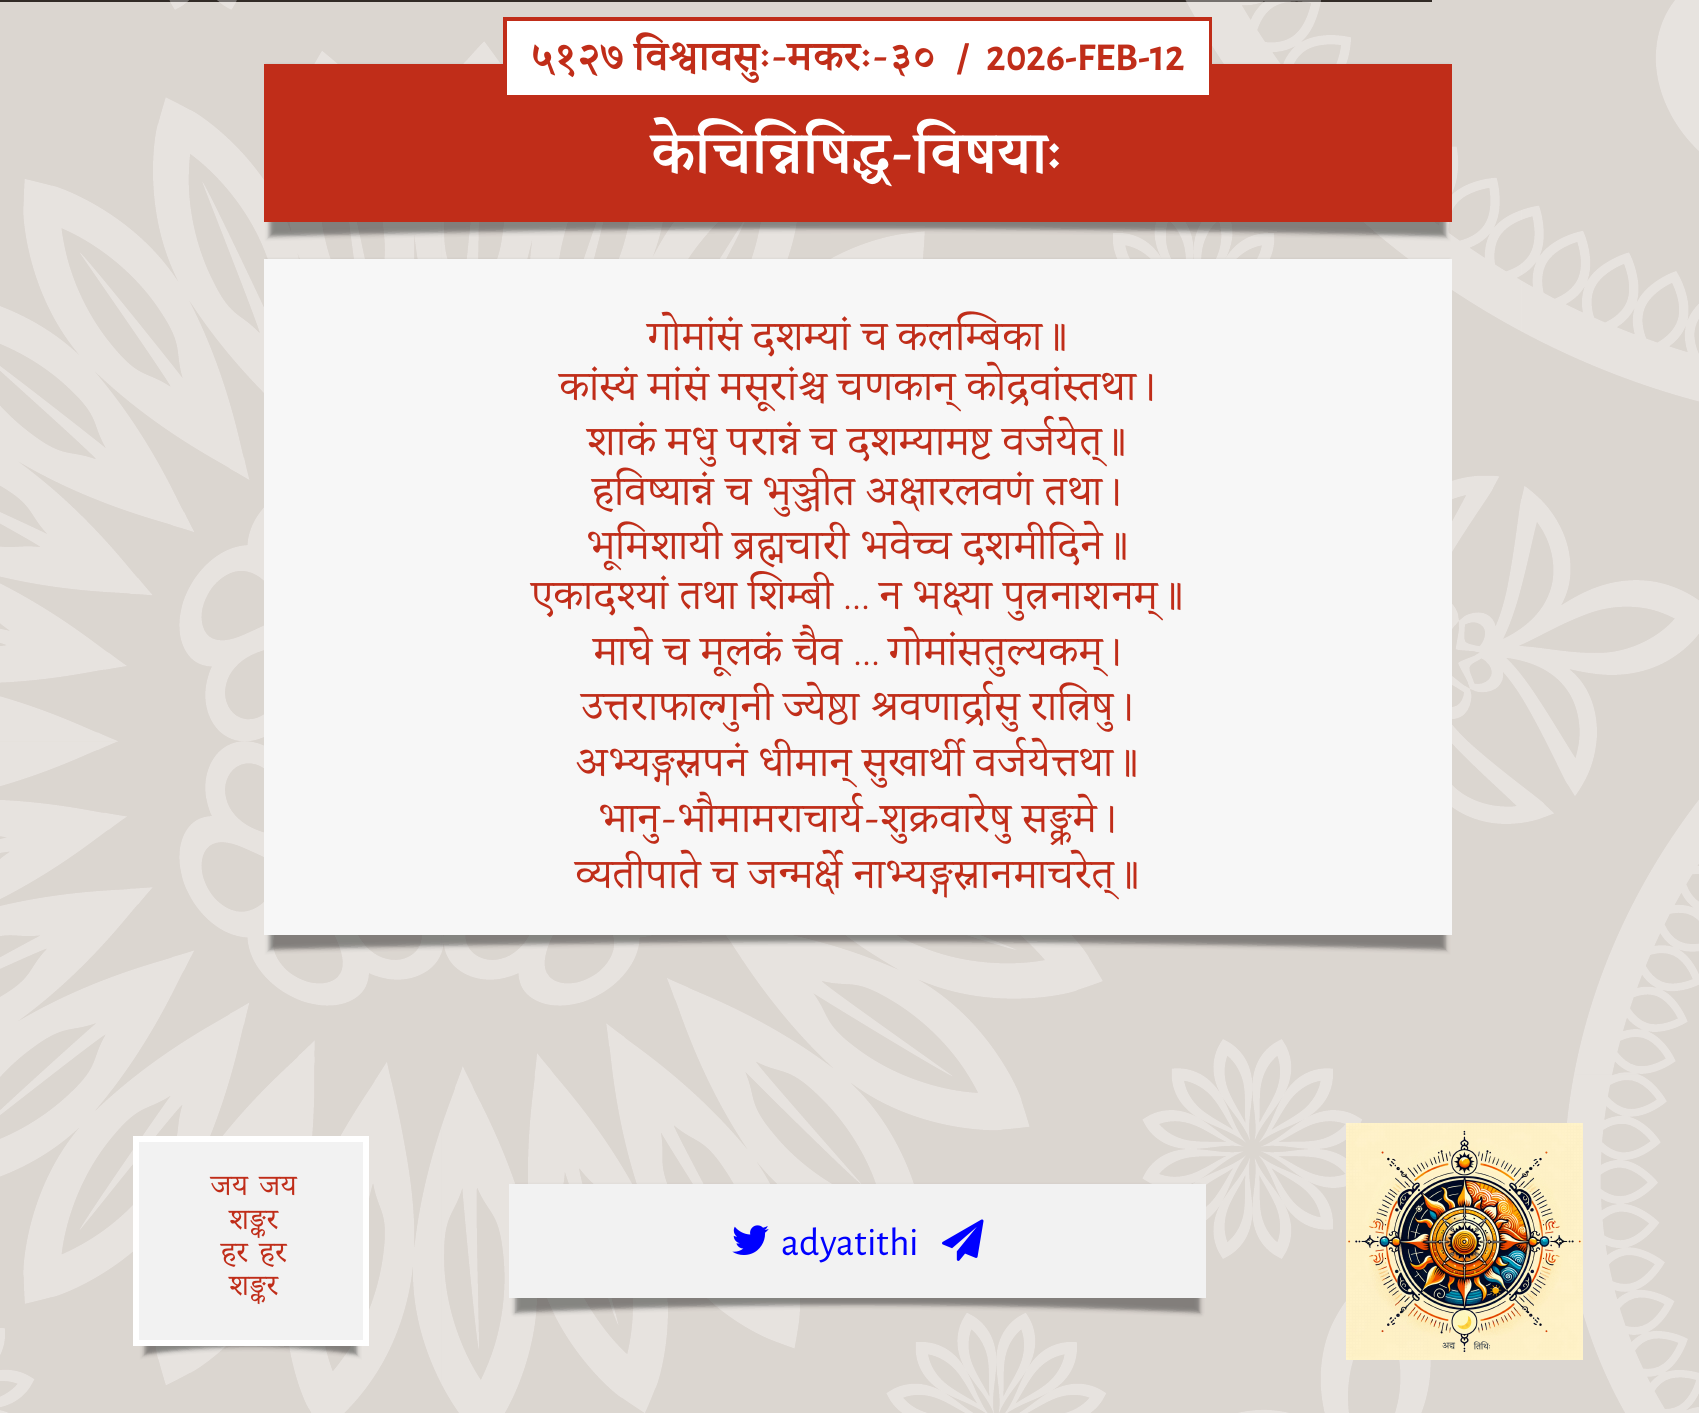 ५१२७ विश्वावसुः-मकरः-३० / 2026-FEB-12
केचिन्निषिद्ध-विषयाः
गोमांसं दशम्यां च कलम्बिका॥
कांस्यं मांसं मसूरांश्च चणकान् कोद्रवांस्तथा।
शाकं मधु परान्नं च दशम्यामष्ट वर्जयेत्॥
हविष्यान्नं च भुञ्जीत अक्षारलवणं तथा।
भूमिशायी ब्रह्मचारी भवेच्च दशमीदिने॥
एकादश्यां तथा शिम्बी … न भक्ष्या पुत्रनाशनम्॥
माघे च मूलकं चैव … गोमांसतुल्यकम्।
उत्तराफाल्गुनी ज्येष्ठा श्रवणार्द्रासु रात्रिषु।
अभ्यङ्गस्नपनं धीमान् सुखार्थी वर्जयेत्तथा॥
भानु-भौमामराचार्य-शुक्रवारेषु सङ्क्रमे।
व्यतीपाते च जन्मर्क्षे नाभ्यङ्गस्नानमाचरेत्॥
जय जय
शङ्कर
हर हर
शङ्कर
adyatithi
अद्य तिथिः